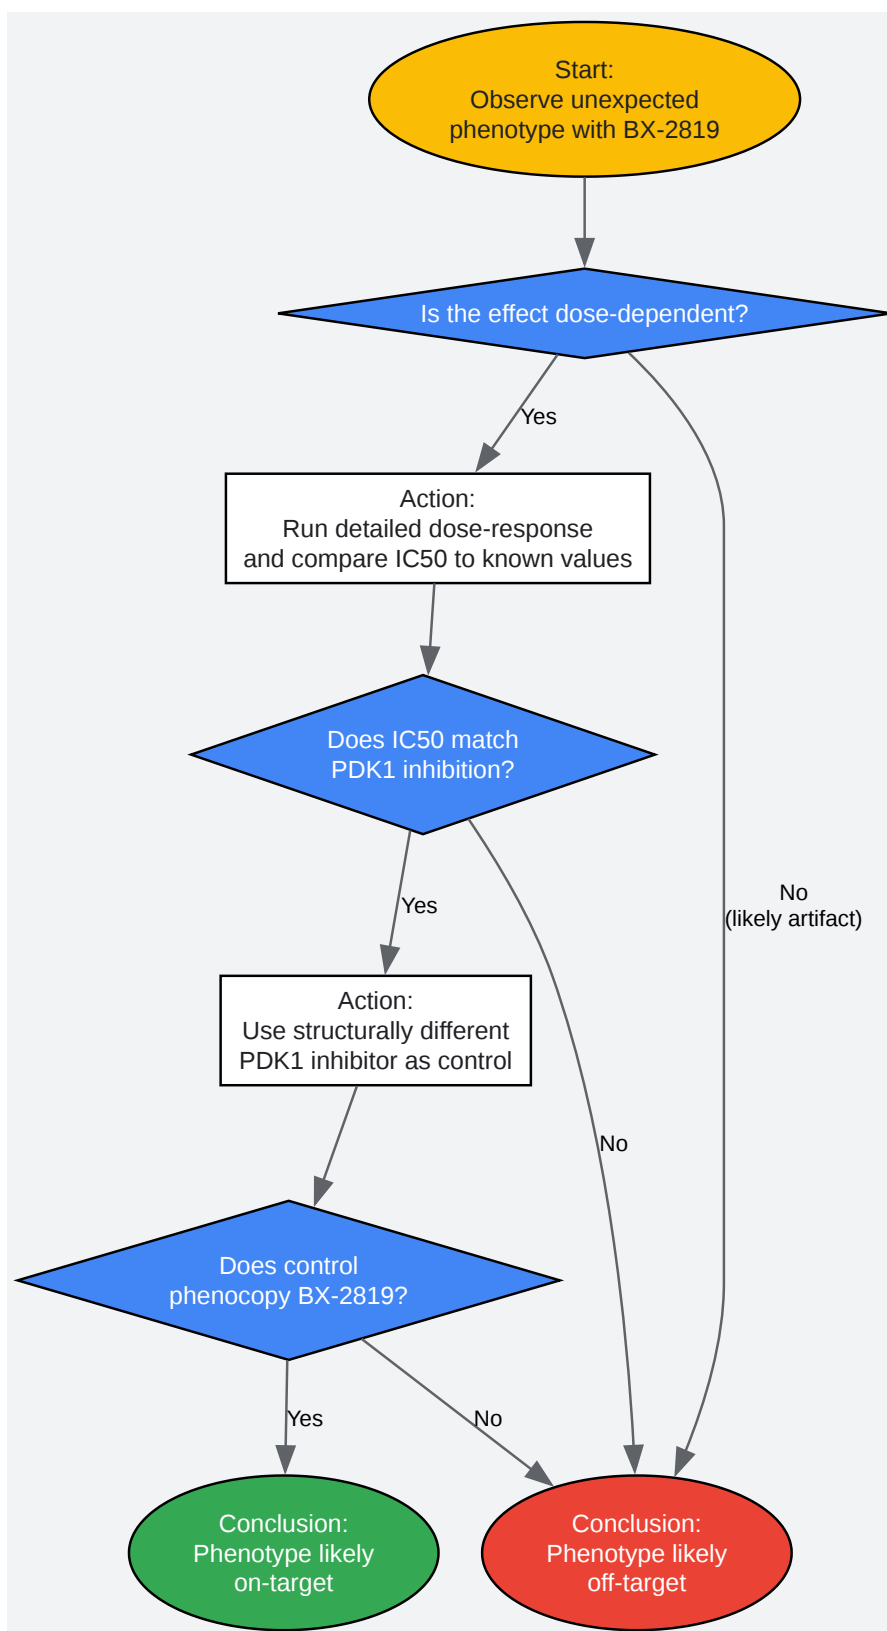 Start:
Observe unexpected
phenotype with BX-2819
Is the effect dose-dependent?
Yes
Action:
Run detailed dose-response
and compare IC50 to known values
Does IC50 match
PDK1 inhibition?
No
(likely artifact)
Yes
Action:
Use structurally different
PDK1 inhibitor as control
No
Does control
phenocopy BX-2819?
Yes
No
Conclusion:
Phenotype likely
on-target
Conclusion:
Phenotype likely
off-target